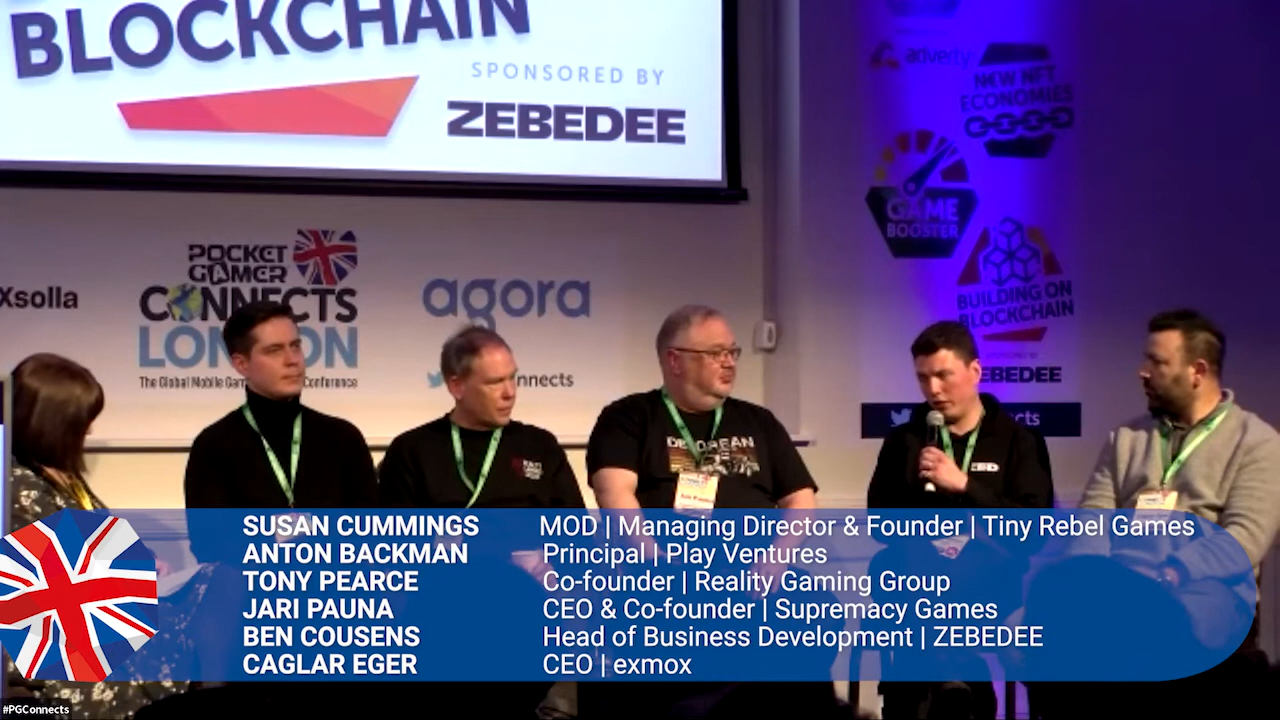 BLOCKCHAIN
SPONSORED BY
ZEBEDEE
adverty
NEW NFT
ECONOMIES
GAME
BOOSTER
BUILDING ON
BLOCKCHAIN
Xsolla
POCKET
GAMER
CONNECTS
LONDON
The Global Mobile Conference
agora
SUSAN CUMMINGS MOD | Managing Director & Founder | Tiny Rebel Games
ANTON BACKMAN Principal | Play Ventures
TONY PEARCE Co-founder | Reality Gaming Group
JARI PAUNA CEO & Co-founder | Supremacy Games
BEN COUSENS Head of Business Development | ZEBEDEE
CAGLAR EGER CEO | exmox
#PGConnects